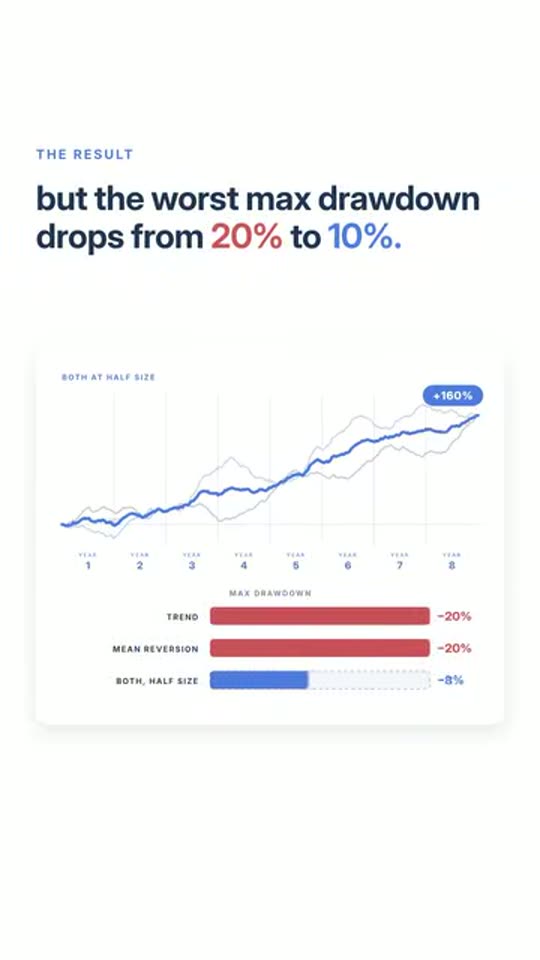 THE RESULT
but the worst max drawdown
drops from 20% to 10%.
BOTH AT HALF SIZE
+160%
YEAR YEAR YEAR YEAR YEAR YEAR YEAR YEAR
1 2 3 4 5 6 7 8
MAX DRAWDOWN
TREND −20%
MEAN REVERSION −20%
BOTH, HALF SIZE −8%